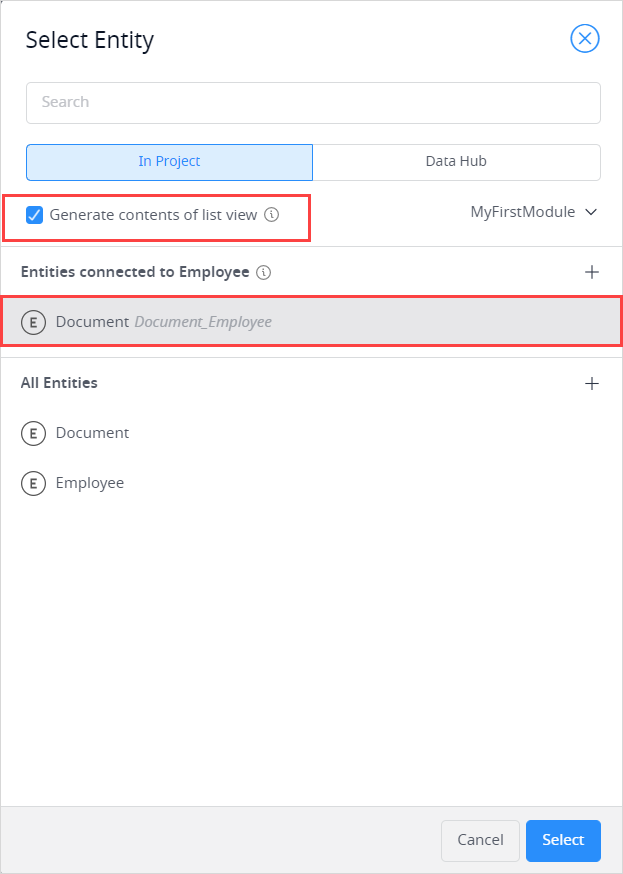 Select Entity
Search
In Project
Data Hub
Generate contents of list view
MyFirstModule
Entities connected to Employee
E Document Document_Employee
All Entities
E Document
E Employee
Cancel
Select